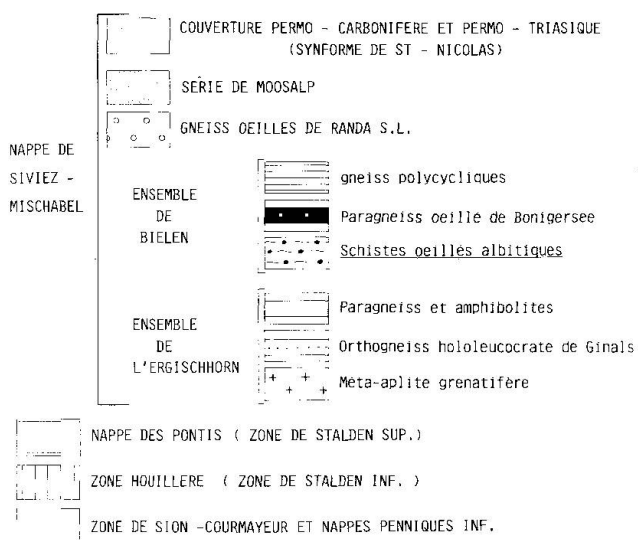 COUVERTURE PERMO - CARBONIFERE ET PERMO - TRIASIQUE
(SYNFORME DE ST - NICOLAS)
SÉRIE DE MOOSALP
GNEISS OEILLES DE RANDA S.L.
NAPPE DE
SIVIEZ -
MISCHABEL
ENSEMBLE
DE
BIELEN
gneiss polycycliques
Paragneiss oeillé de Bonigersee
Schistes oeillés albitiques
ENSEMBLE
DE
L'ERGISCHHORN
Paragneiss et amphibolites
Orthogneiss hololeucocrate de Ginals
Méta-aplite grenatifère
NAPPE DES PONTIS ( ZONE DE STALDEN SUP.)
ZONE HOUILLERE ( ZONE DE STALDEN INF. )
ZONE DE SION -COURMAYEUR ET NAPPES PENNIQUES INF.